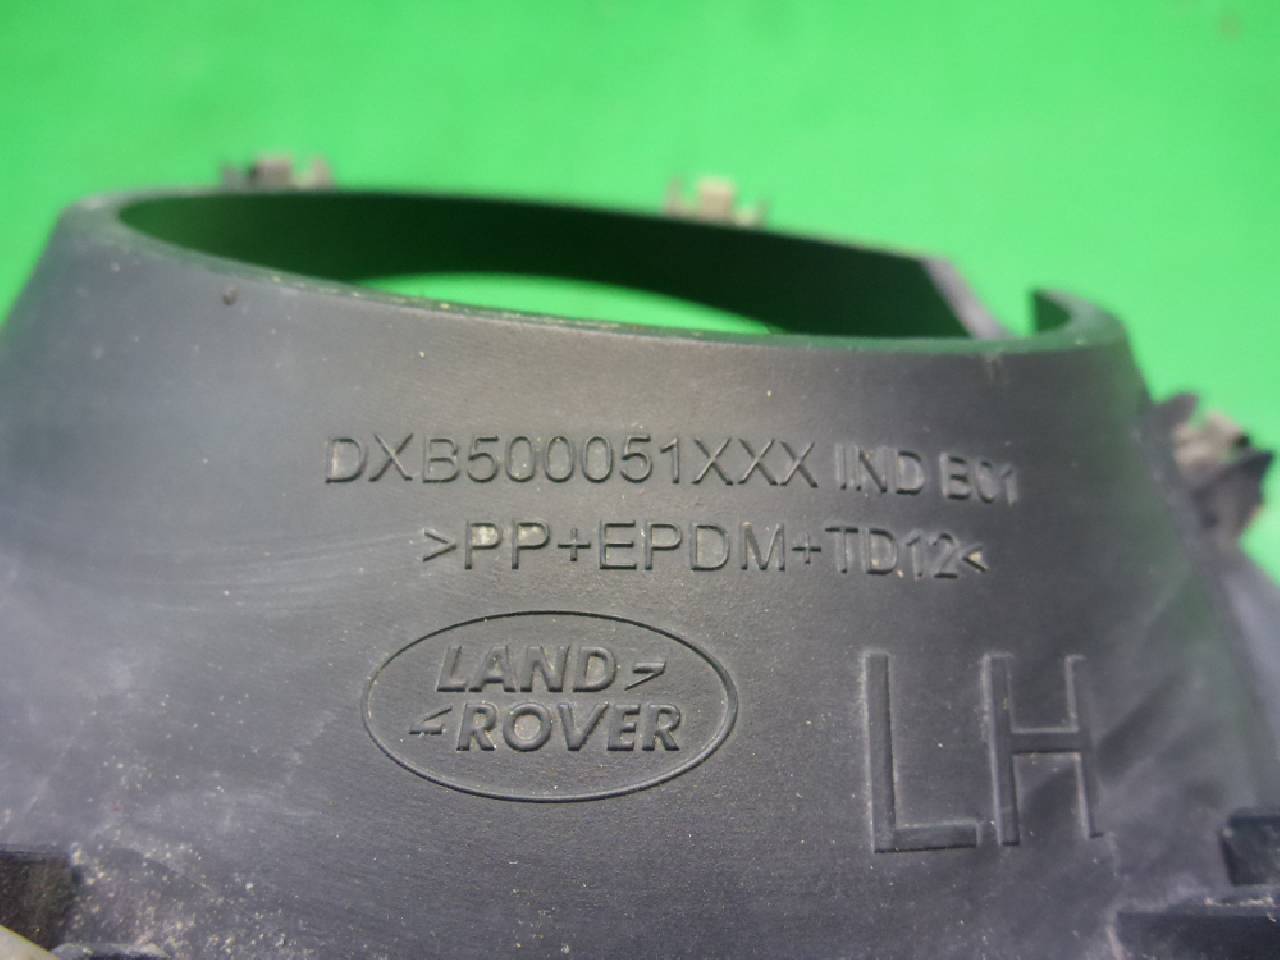 DXB500051XXX IND B01
>PP+EPDM+TD12<
LAND
ROVER
LH